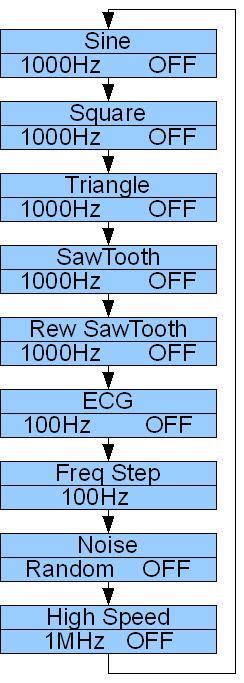 Sine
1000Hz OFF
Square
1000Hz OFF
Triangle
1000Hz OFF
SawTooth
1000Hz OFF
Rew SawTooth
1000Hz OFF
ECG
100Hz OFF
Freq Step
100Hz
Noise
Random OFF
High Speed
1MHz OFF